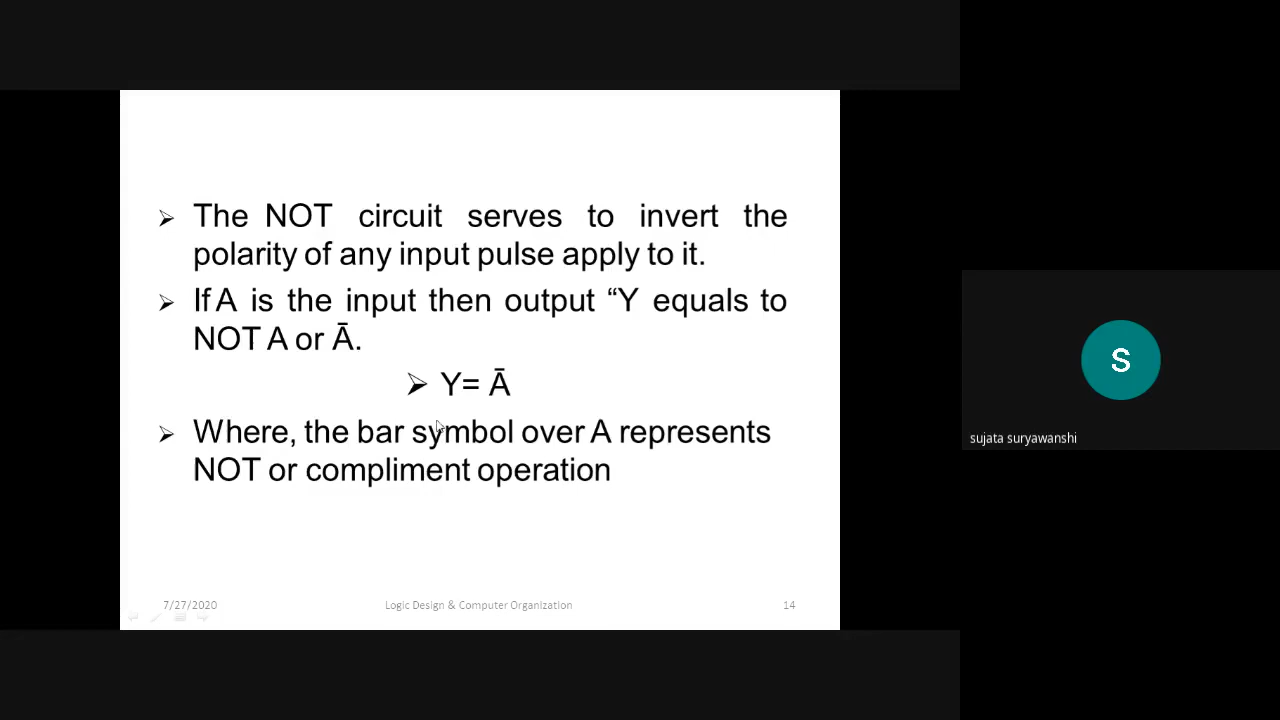 ➢ The NOT circuit serves to invert the
polarity of any input pulse apply to it.
➢ If A is the input then output “Y equals to
NOT A or Ā.
➢ Y= Ā
➢ Where, the bar symbol over A represents
NOT or compliment operation
7/27/2020 Logic Design & Computer Organization 14
S
sujata suryawanshi